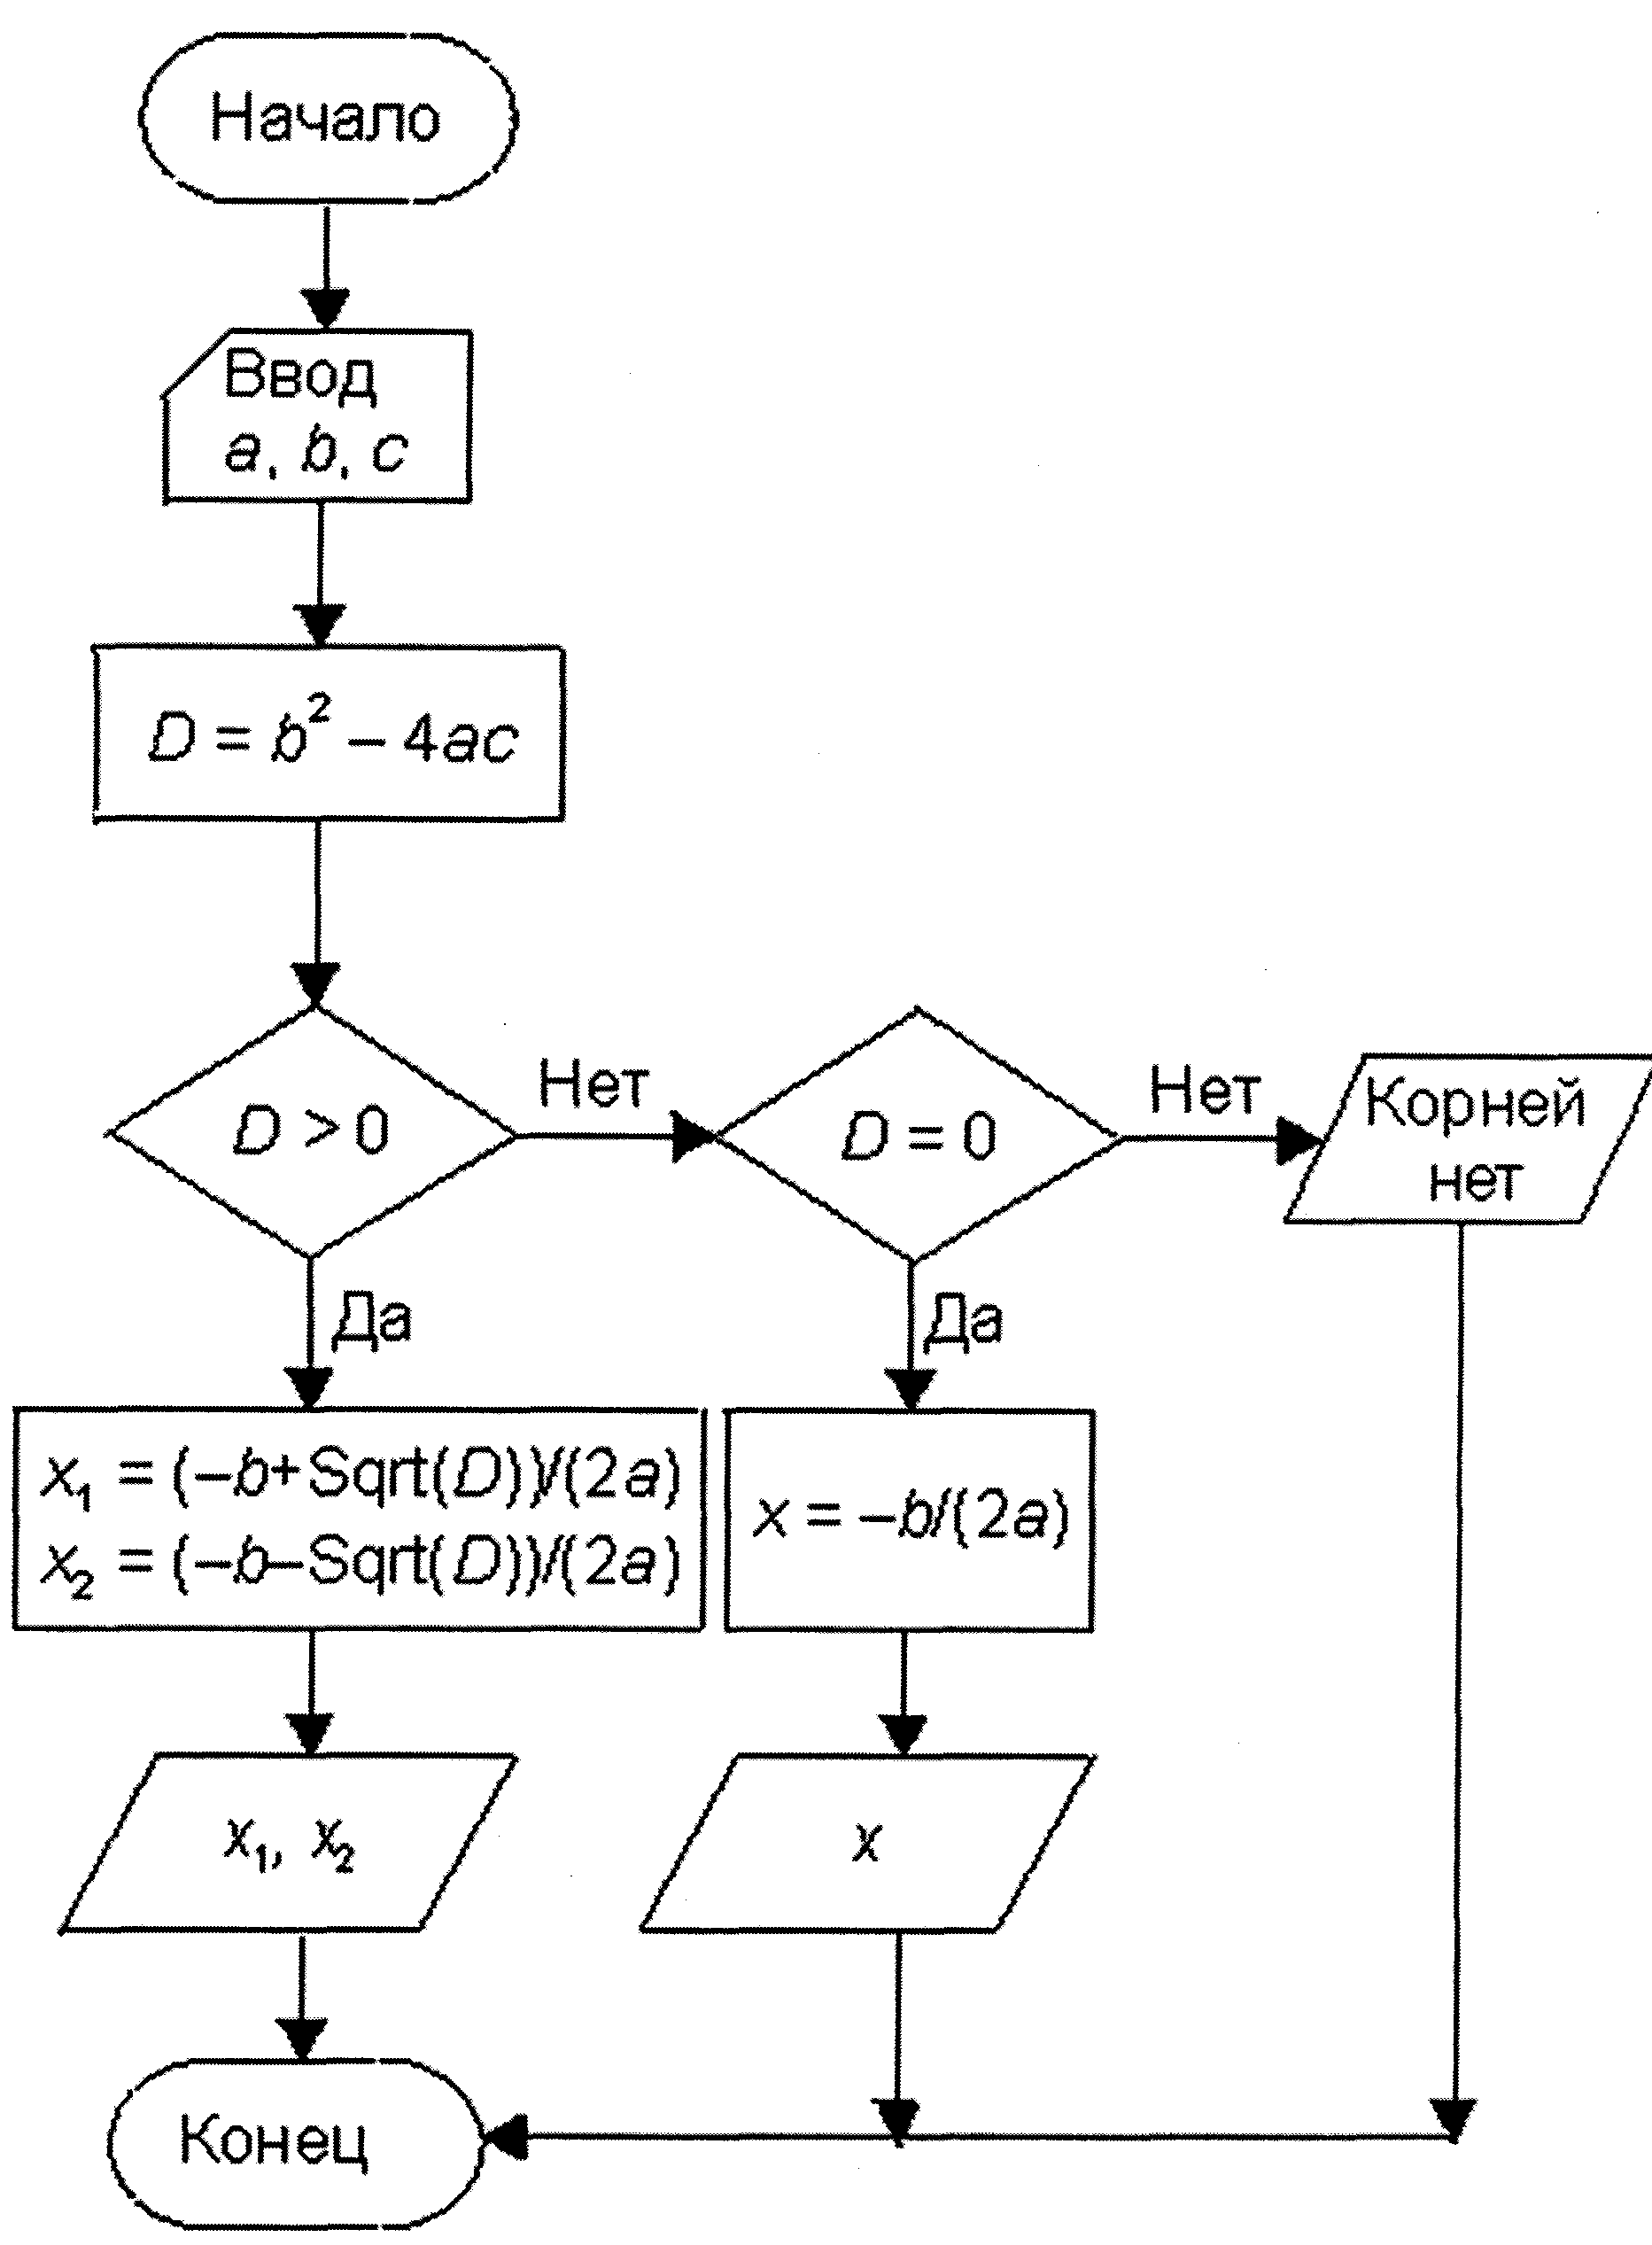 Начало
Ввод
a, b, c
D = b² – 4ac
D > 0
Нет
D = 0
Нет
Корней
нет
Да
Да
x₁ = (–b+Sqrt(D))/(2a)
x₂ = (–b–Sqrt(D))/(2a)
x = –b/(2a)
x₁, x₂
x
Конец